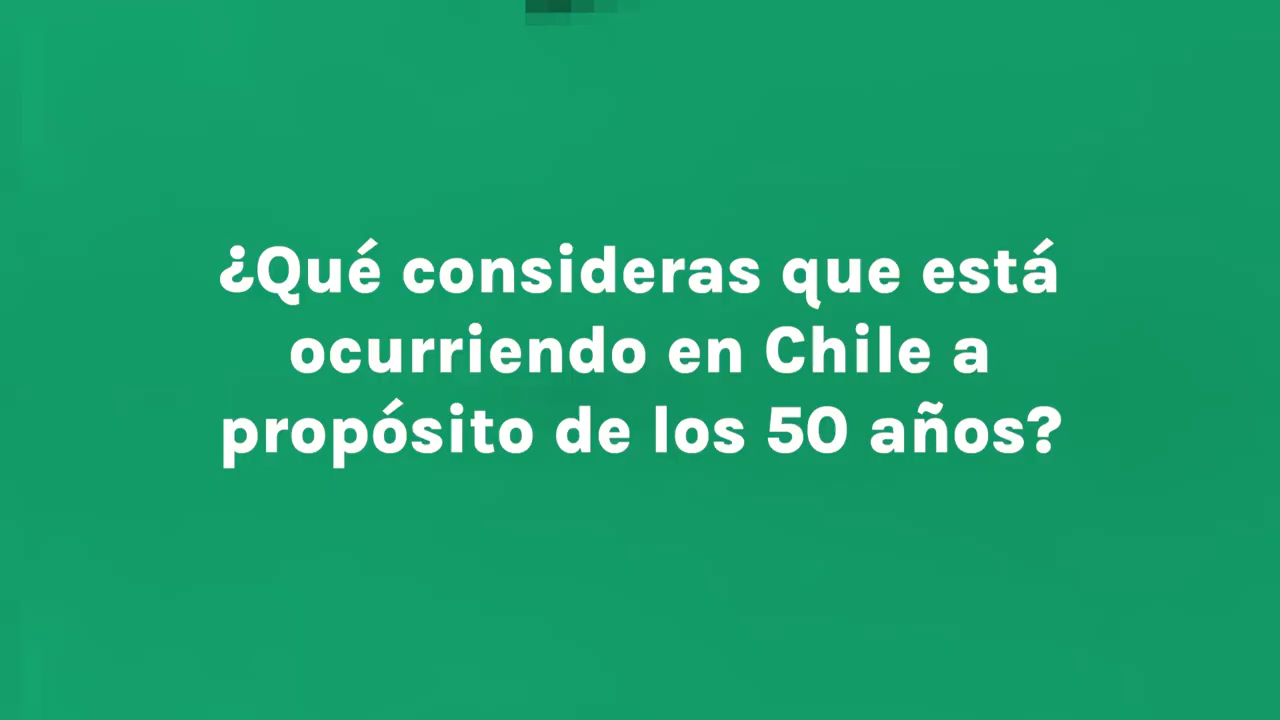 ¿Qué consideras que está
ocurriendo en Chile a
propósito de los 50 años?